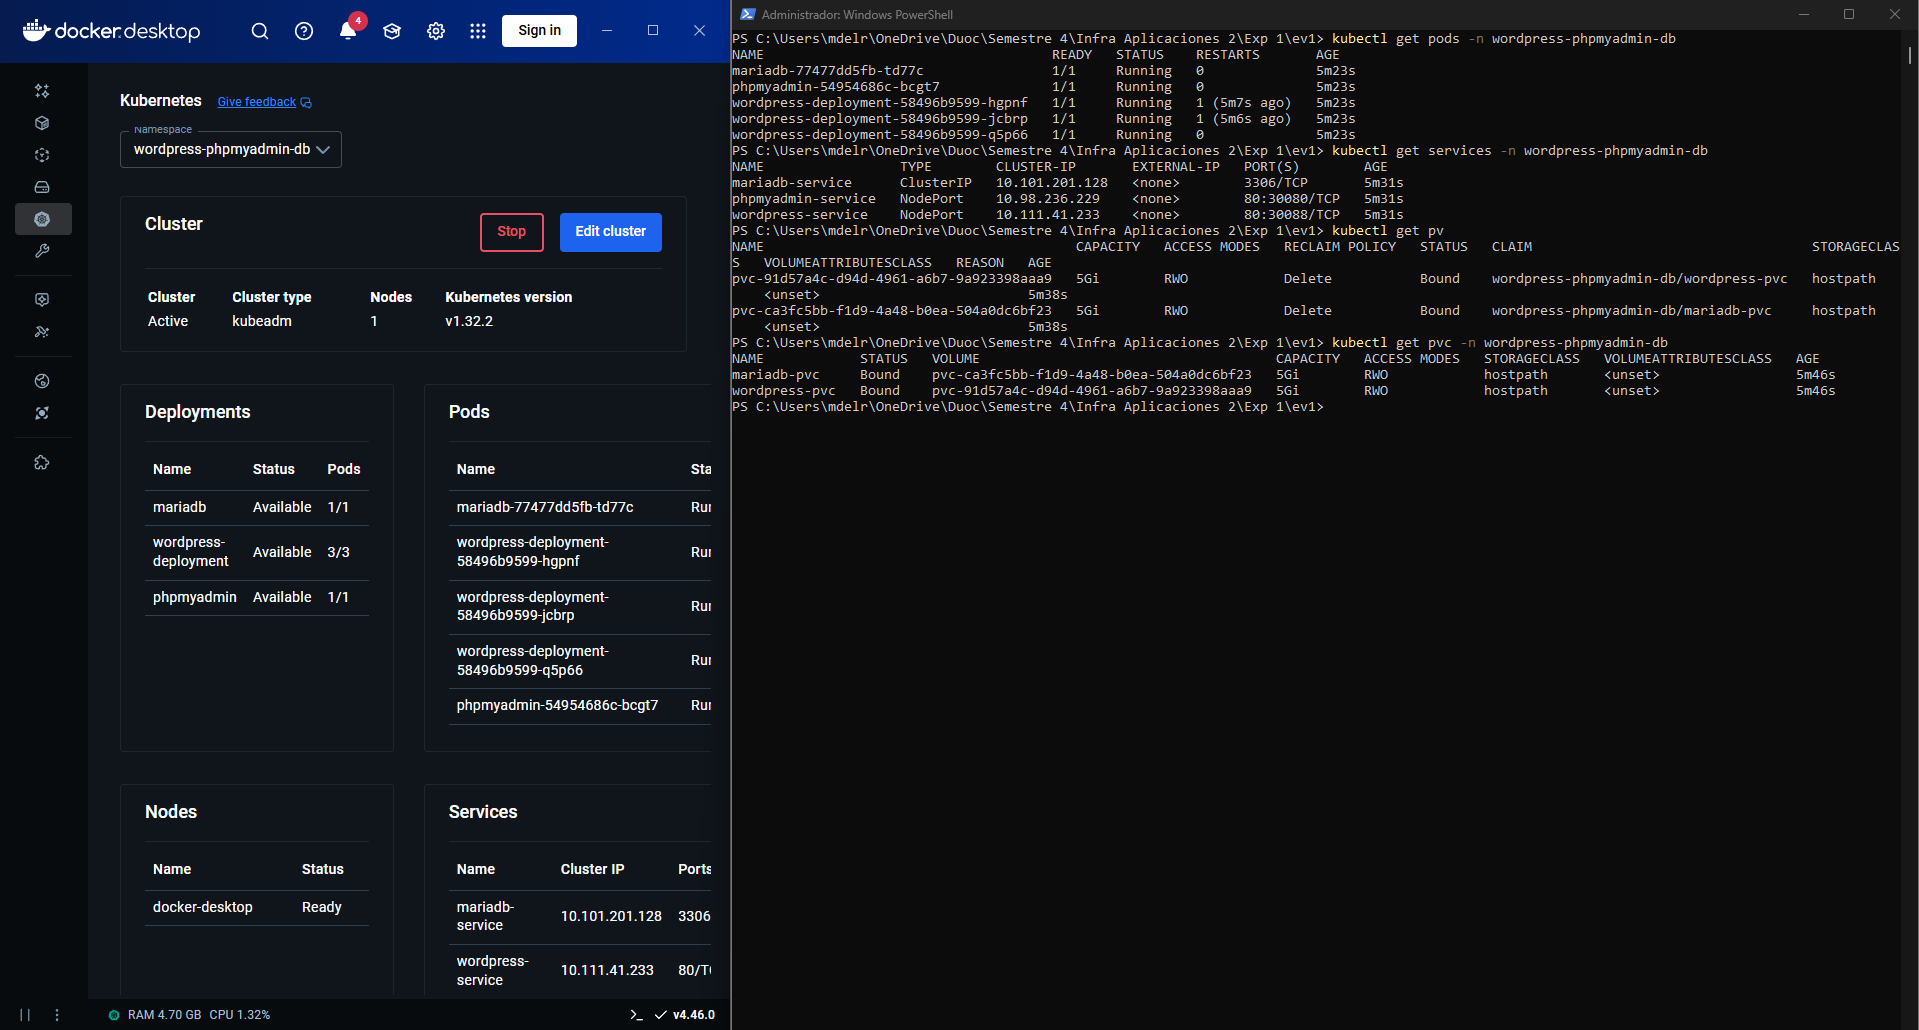 docker.desktop
4
Sign in
Kubernetes Give feedback
Namespace
wordpress-phpmyadmin-db
Cluster
Stop
Edit cluster
Cluster Cluster type Nodes Kubernetes version
Active kubeadm 1 v1.32.2
Deployments
Name Status Pods
mariadb Available 1/1
wordpress-
deployment Available 3/3
phpmyadmin Available 1/1
Pods
Name Sta
mariadb-77477dd5fb-td77c Rur
wordpress-deployment-
58496b9599-hgpnf Rur
wordpress-deployment-
58496b9599-jcbrp Rur
wordpress-deployment-
58496b9599-q5p66 Rur
phpmyadmin-54954686c-bcgt7 Rur
Nodes
Name Status
docker-desktop Ready
Services
Name Cluster IP Ports
mariadb-
service 10.101.201.128 3306
wordpress-
service 10.111.41.233 80/T
RAM 4.70 GB CPU 1.32%
v4.46.0
Administrador: Windows PowerShell
PS C:\Users\mdelr\OneDrive\Duoc\Semestre 4\Infra Aplicaciones 2\Exp 1\ev1> kubectl get pods -n wordpress-phpmyadmin-db
NAME READY STATUS RESTARTS AGE
mariadb-77477dd5fb-td77c 1/1 Running 0 5m23s
phpmyadmin-54954686c-bcgt7 1/1 Running 0 5m23s
wordpress-deployment-58496b9599-hgpnf 1/1 Running 1 (5m7s ago) 5m23s
wordpress-deployment-58496b9599-jcbrp 1/1 Running 1 (5m6s ago) 5m23s
wordpress-deployment-58496b9599-q5p66 1/1 Running 0 5m23s
PS C:\Users\mdelr\OneDrive\Duoc\Semestre 4\Infra Aplicaciones 2\Exp 1\ev1> kubectl get services -n wordpress-phpmyadmin-db
NAME TYPE CLUSTER-IP EXTERNAL-IP PORT(S) AGE
mariadb-service ClusterIP 10.101.201.128 <none> 3306/TCP 5m31s
phpmyadmin-service NodePort 10.98.236.229 <none> 80:30080/TCP 5m31s
wordpress-service NodePort 10.111.41.233 <none> 80:30088/TCP 5m31s
PS C:\Users\mdelr\OneDrive\Duoc\Semestre 4\Infra Aplicaciones 2\Exp 1\ev1> kubectl get pv
NAME CAPACITY ACCESS MODES RECLAIM POLICY STATUS CLAIM STORAGECLAS
S VOLUMEATTRIBUTESCLASS REASON AGE
pvc-91d57a4c-d94d-4961-a6b7-9a923398aaa9 5Gi RWO Delete Bound wordpress-phpmyadmin-db/wordpress-pvc hostpath
<unset> 5m38s
pvc-ca3fc5bb-f1d9-4a48-b0ea-504a0dc6bf23 5Gi RWO Delete Bound wordpress-phpmyadmin-db/mariadb-pvc hostpath
<unset> 5m38s
PS C:\Users\mdelr\OneDrive\Duoc\Semestre 4\Infra Aplicaciones 2\Exp 1\ev1> kubectl get pvc -n wordpress-phpmyadmin-db
NAME STATUS VOLUME CAPACITY ACCESS MODES STORAGECLASS VOLUMEATTRIBUTESCLASS AGE
mariadb-pvc Bound pvc-ca3fc5bb-f1d9-4a48-b0ea-504a0dc6bf23 5Gi RWO hostpath <unset> 5m46s
wordpress-pvc Bound pvc-91d57a4c-d94d-4961-a6b7-9a923398aaa9 5Gi RWO hostpath <unset> 5m46s
PS C:\Users\mdelr\OneDrive\Duoc\Semestre 4\Infra Aplicaciones 2\Exp 1\ev1>